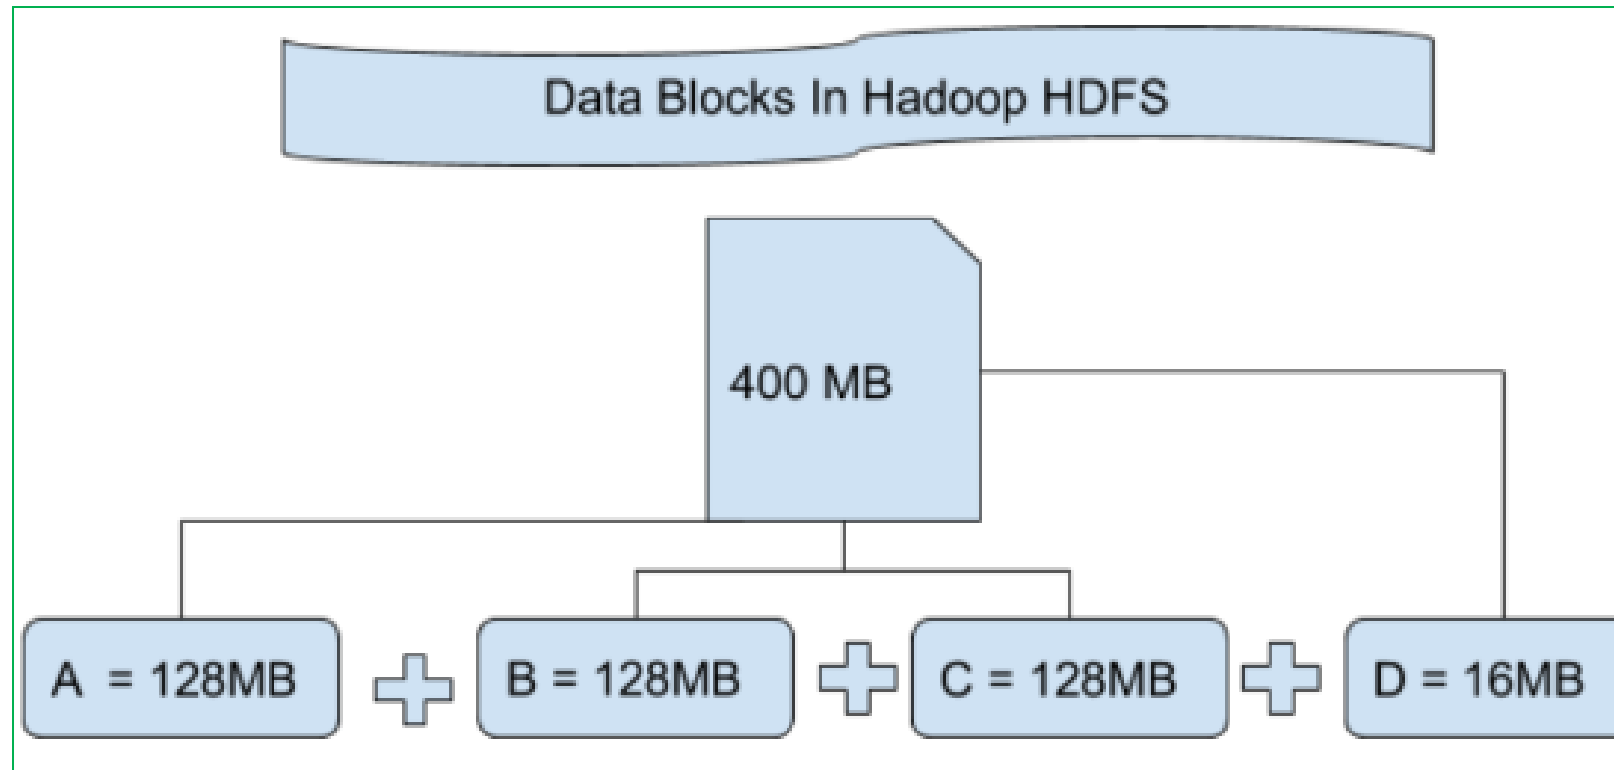 Data Blocks In Hadoop HDFS
400 MB
A = 128MB
B = 128MB
C = 128MB
D = 16MB